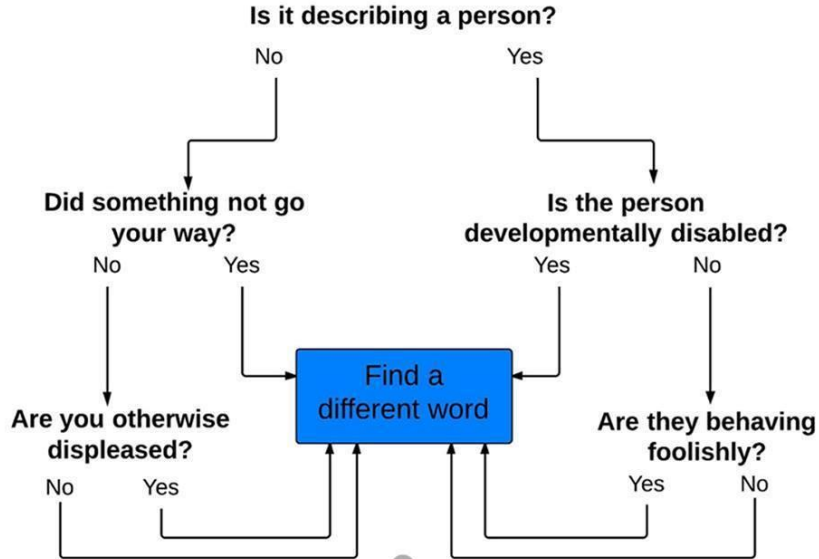 Is it describing a person?
No
Yes
Did something not go
your way?
Is the person
developmentally disabled?
No
Yes
Yes
No
Find a
different word
Are you otherwise
displeased?
Are they behaving
foolishly?
No
Yes
Yes
No